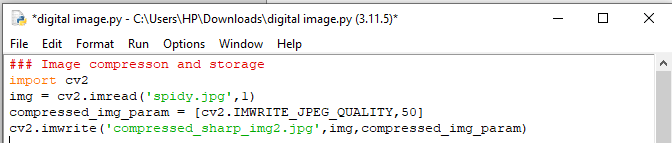 *digital image.py - C:\Users\HP\Downloads\digital image.py (3.11.5)*
File Edit Format Run Options Window Help
### Image compresson and storage
import cv2
img = cv2.imread('spidy.jpg',1)
compressed_img_param = [cv2.IMWRITE_JPEG_QUALITY,50]
cv2.imwrite('compressed_sharp_img2.jpg',img,compressed_img_param)